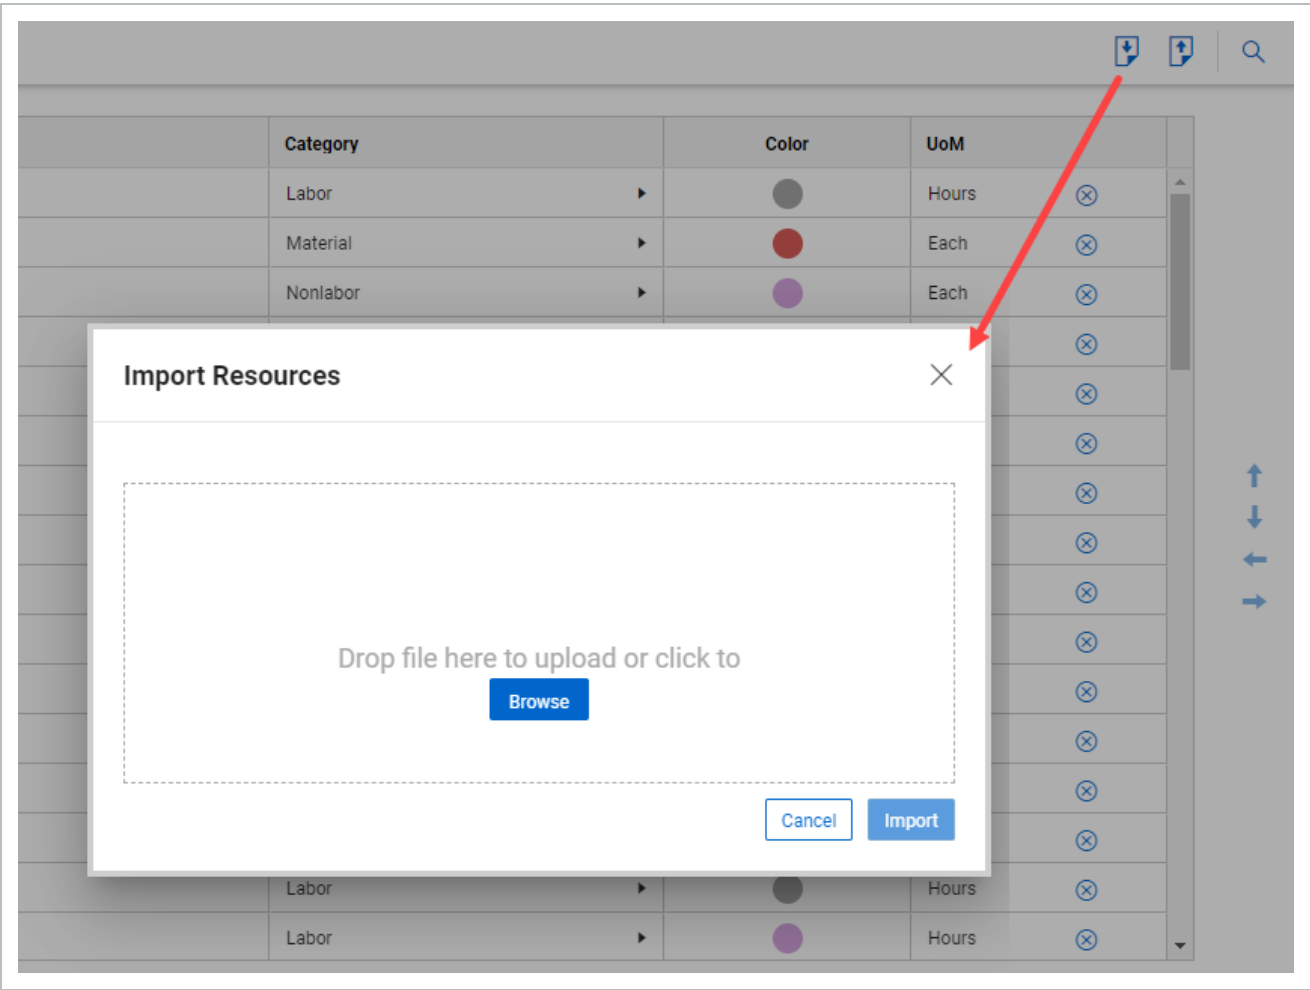 Category Color UoM
Labor Hours
Material Each
Nonlabor Each
Import Resources
Drop file here to upload or click to
Browse
Cancel Import
Labor Hours
Labor Hours